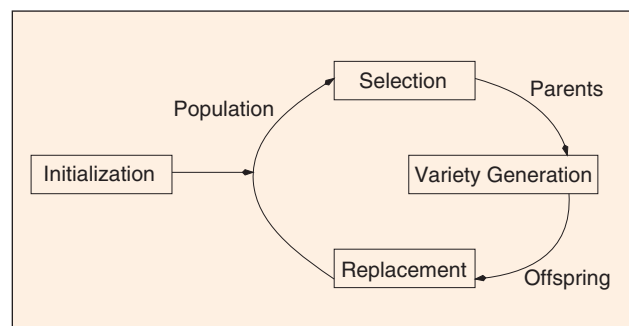 Selection
Parents
Population
Initialization
Variety Generation
Replacement
Offspring